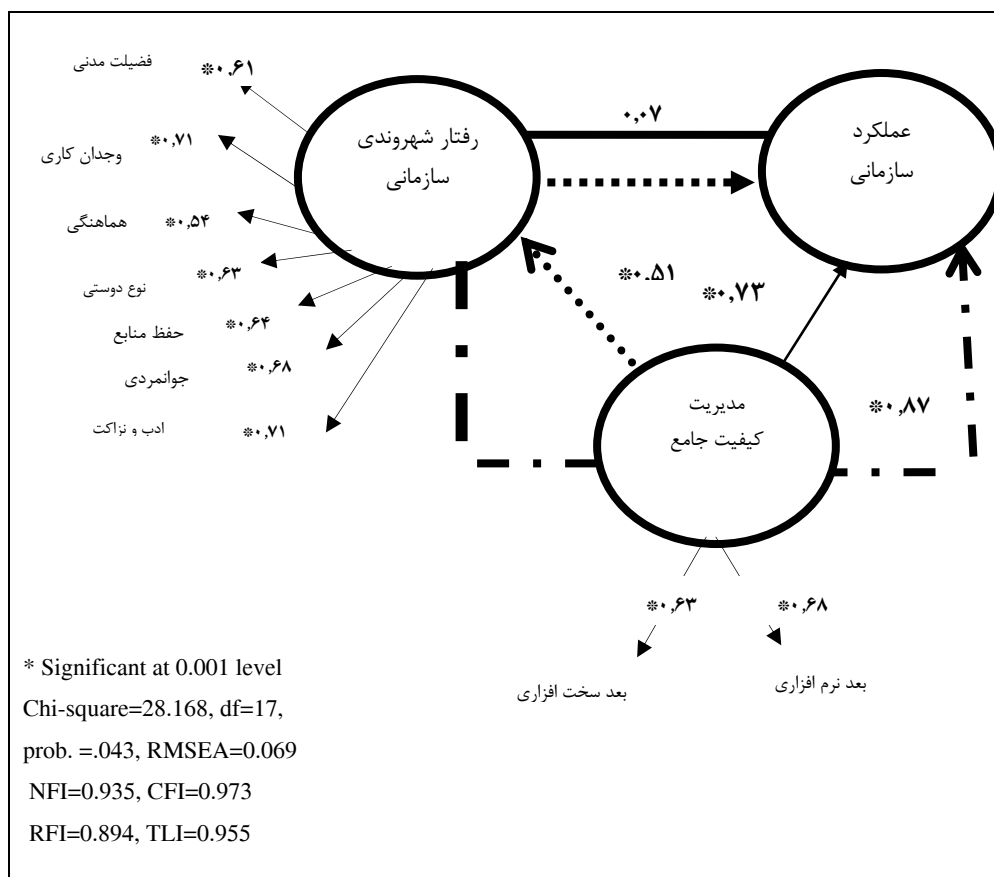 فضیلت مدنی
*۰٫۶۱
وجدان کاری
*۰٫۷۱
هماهنگی
*۰٫۵۴
نوع دوستی
*۰٫۶۳
حفظ منابع
*۰٫۶۴
جوانمردی
*۰٫۶۸
ادب و نزاکت
*۰٫۷۱
رفتار شهروندی
سازمانی
۰٫۰۷
عملکرد
سازمانی
*۰.۵۱
*۰٫۷۳
مدیریت
کیفیت جامع
*۰٫۸۷
*۰٫۶۳
*۰٫۶۸
بعد سخت افزاری
بعد نرم افزاری
* Significant at 0.001 level
Chi-square=28.168, df=17,
prob. =.043, RMSEA=0.069
NFI=0.935, CFI=0.973
RFI=0.894, TLI=0.955